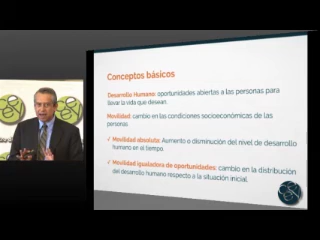 Conceptos básicos
Desarrollo Humano: oportunidades abiertas a las personas para
llevar la vida que desean.
Movilidad: cambio en las condiciones socioeconómicas de las
personas
✓ Movilidad absoluta: Aumento e disminución del nivel de desarrollo
humano en el tiempo.
✓ Movilidad igualadora de oportunidades: cambio en la distribución
del desarrollo humano respecto a la situación inicial.